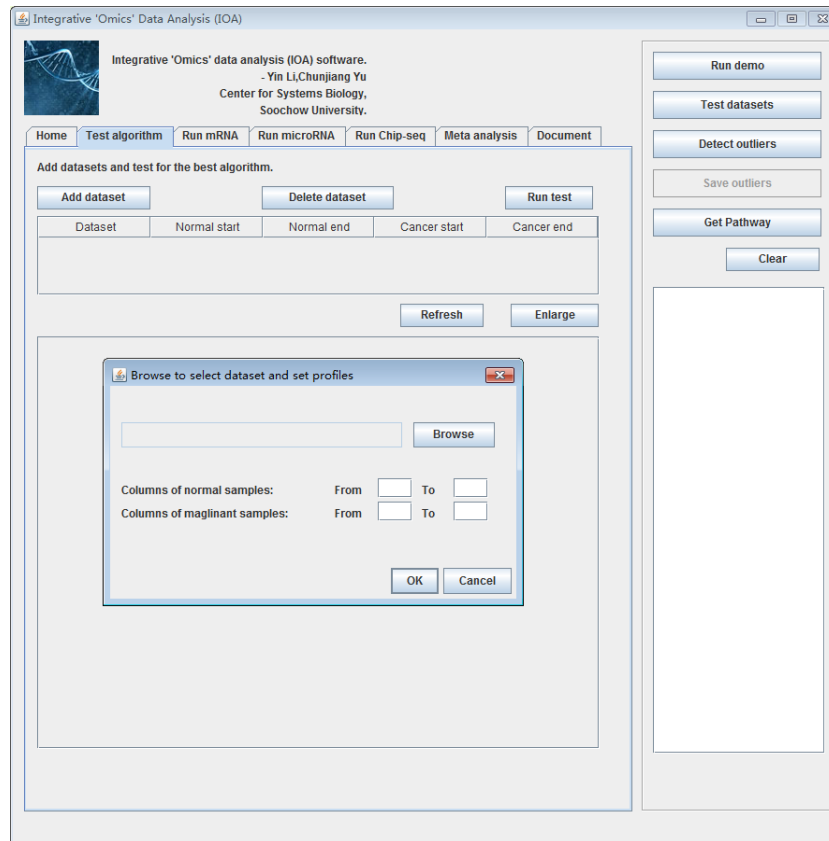 Integrative 'Omics' Data Analysis (IOA)
Integrative 'Omics' data analysis (IOA) software.
- Yin Li,Chunjiang Yu
Center for Systems Biology,
Soochow University.
Home Test algorithm Run mRNA Run microRNA Run Chip-seq Meta analysis Document
Add datasets and test for the best algorithm.
Add dataset Delete dataset Run test
Dataset Normal start Normal end Cancer start Cancer end
Refresh Enlarge
Browse to select dataset and set profiles
Browse
Columns of normal samples: From To
Columns of maglinant samples: From To
OK Cancel
Run demo
Test datasets
Detect outliers
Save outliers
Get Pathway
Clear